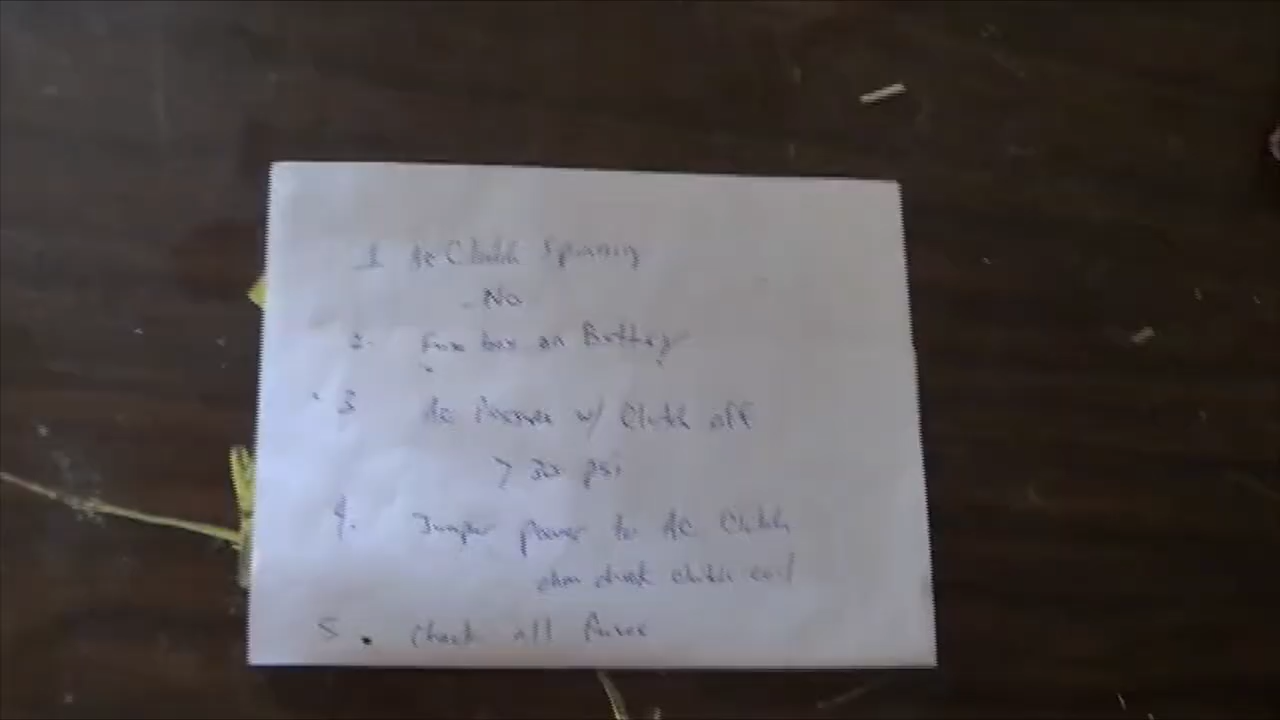 1 Ac Clutch Spinning
No
2. Fuse box on Battery
3 Ac Pressure w/ Clutch off
> 20 psi
4. Jumper power to AC Clutch
ohm check clutch coil
5. Check all fuses